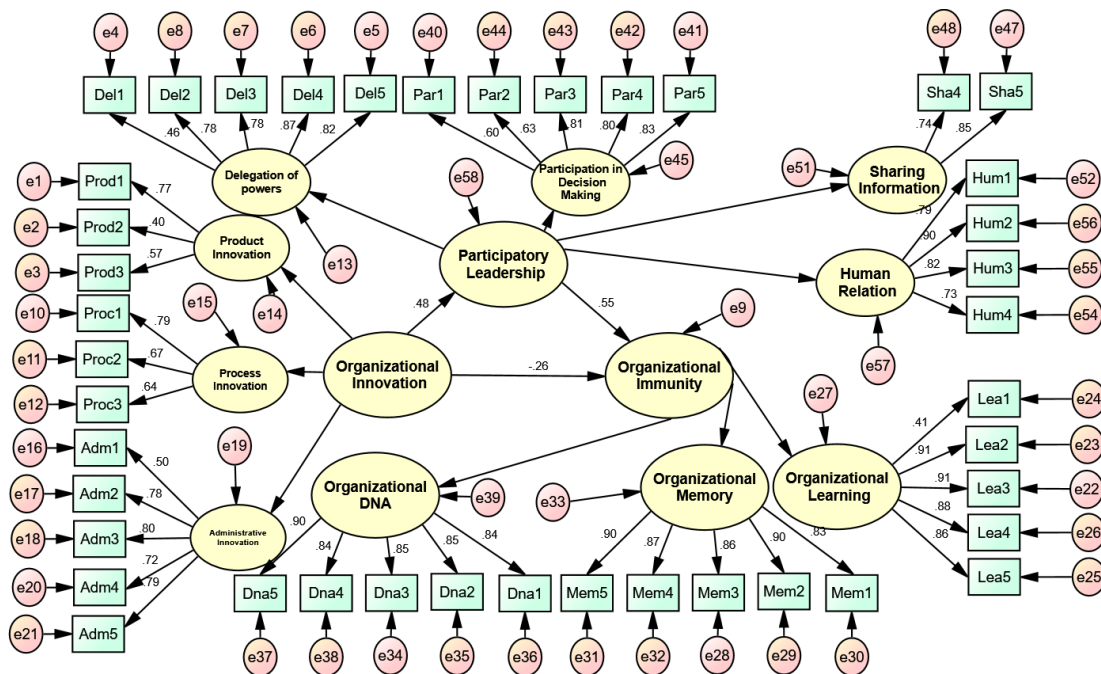 e4
e8
e7
e6
e5
e40
e44
e43
e42
e41
e48
e47
Del1
Del2
Del3
Del4
Del5
Par1
Par2
Par3
Par4
Par5
Sha4
Sha5
.46
.78
.78
.87
.82
.60
.63
.81
.80
.83
.74
.85
e1
Prod1
Delegation of
powers
e58
Participation in
Decision
Making
e45
e51
Sharing
Information
Hum1
e52
.77
.79
e2
Prod2
.40
Product
Innovation
.90
Hum2
e56
e3
Prod3
.57
e13
Participatory
Leadership
Human
Relation
.82
Hum3
e55
e10
Proc1
e15
e14
.48
.55
e9
.73
Hum4
e54
.79
e11
Proc2
.67
Process
Innovation
Organizational
Innovation
-.26
Organizational
Immunity
e57
e12
Proc3
.64
e27
Lea1
e24
.41
e16
Adm1
e19
.91
Lea2
e23
.50
e17
Adm2
.78
Organizational
DNA
e39
e33
Organizational
Memory
Organizational
Learning
.91
Lea3
e22
e18
Adm3
.80
Administrative
Innovation
.88
Lea4
e26
.72
e20
Adm4
.79
.86
Lea5
e25
e21
Adm5
.90
.84
.85
.85
.84
.90
.87
.86
.90
.83
Dna5
Dna4
Dna3
Dna2
Dna1
Mem5
Mem4
Mem3
Mem2
Mem1
e37
e38
e34
e35
e36
e31
e32
e28
e29
e30